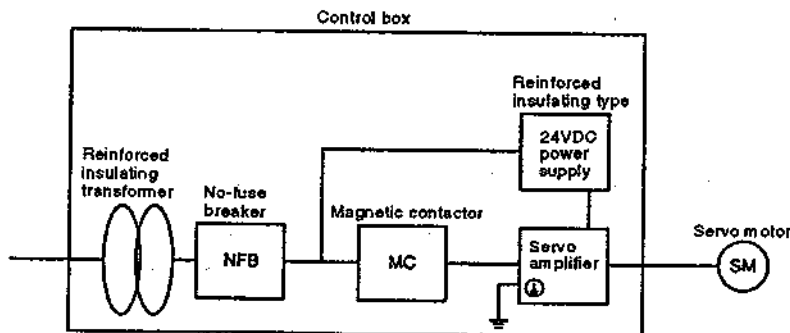 Control box
Reinforced
insulating type
24VDC
power
supply
Reinforced
insulating
transformer
No-fuse
breaker
NFB
Magnetic contactor
MC
Servo
amplifier
Servo motor
SM